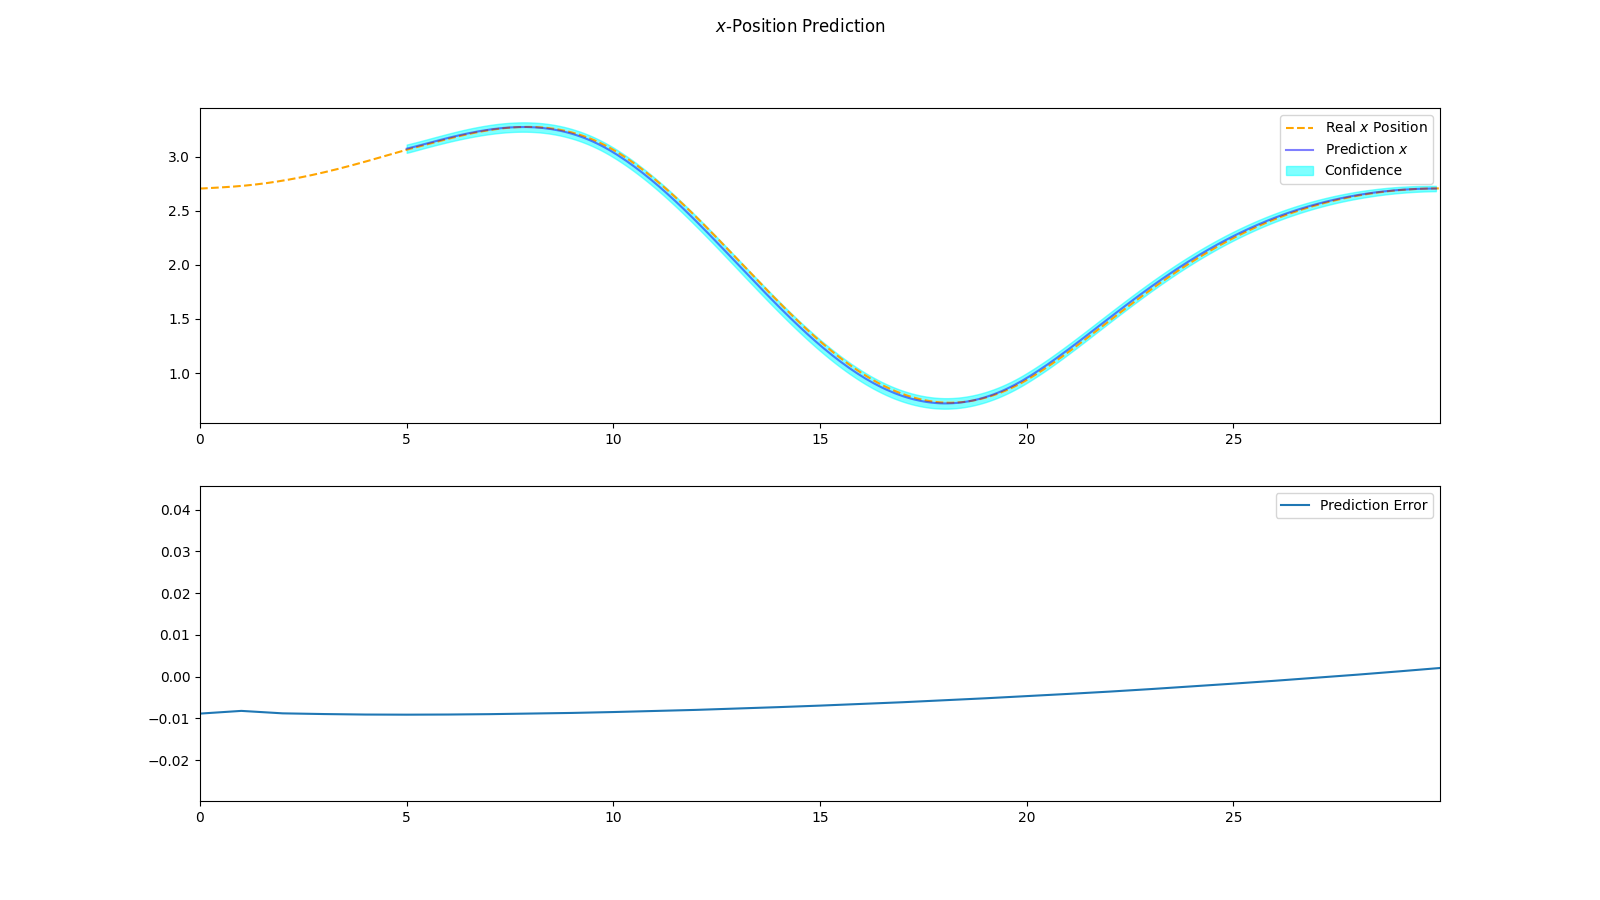 x-Position Prediction
Real x Position
Prediction x
Confidence
3.0
2.5
2.0
1.5
1.0
0 5 10 15 20 25
Prediction Error
0.04
0.03
0.02
0.01
0.00
−0.01
−0.02
0 5 10 15 20 25